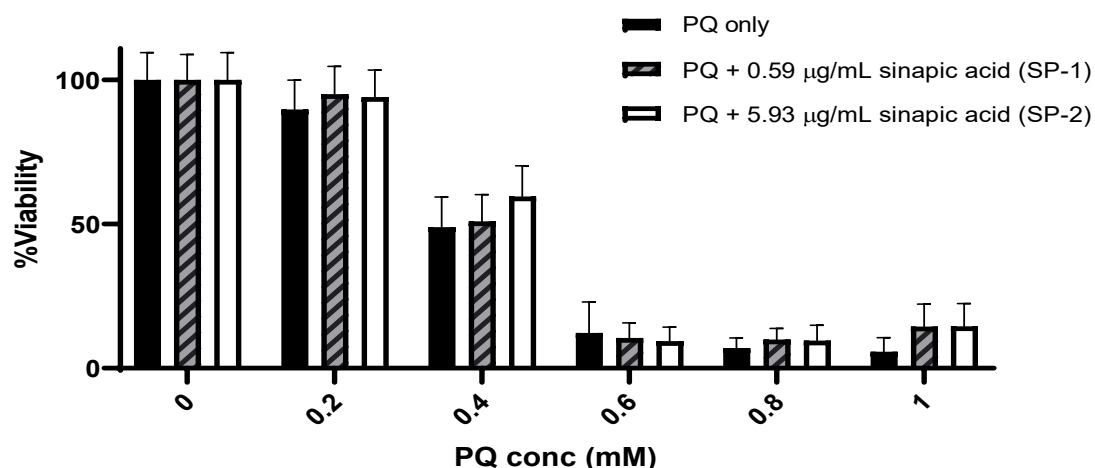 PQ only
PQ + 0.59 μg/mL sinapic acid (SP-1)
PQ + 5.93 μg/mL sinapic acid (SP-2)
%Viability
100
50
0
0
0.2
0.4
0.6
0.8
1
PQ conc (mM)